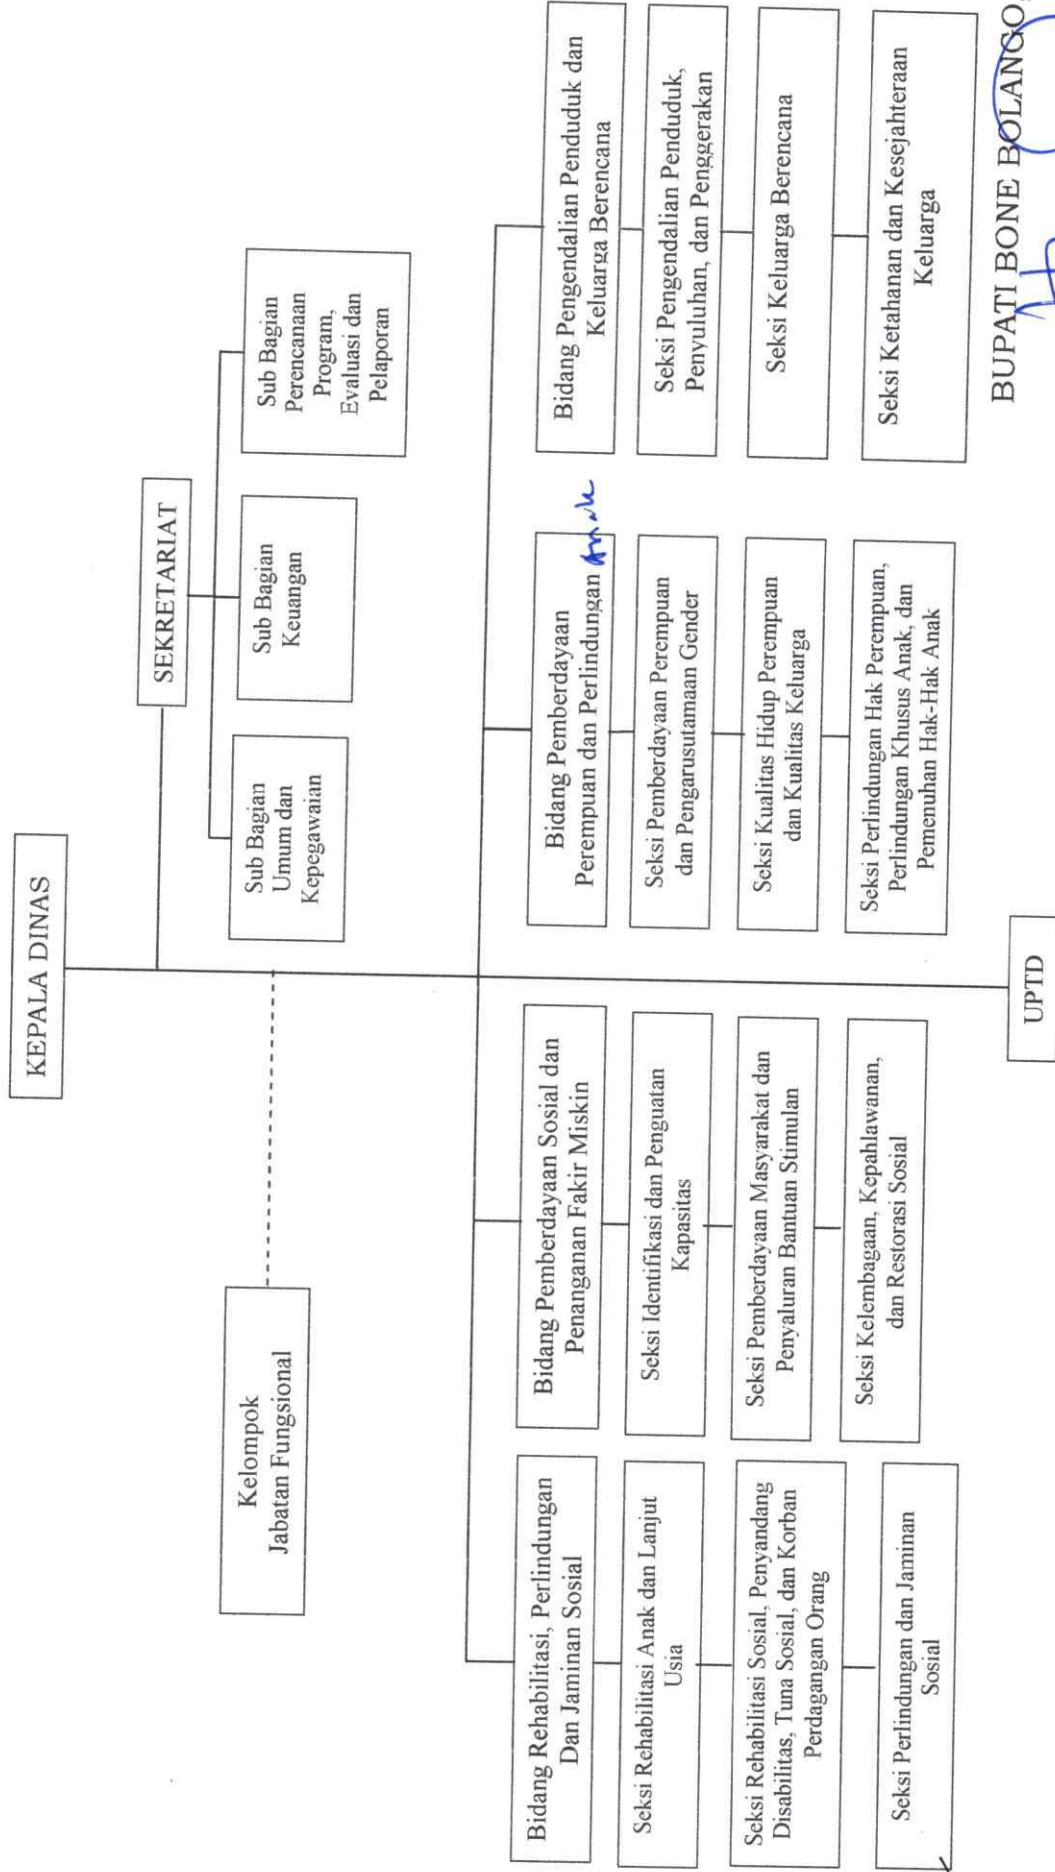 KEPALA DINAS
SEKRETARIAT
Sub Bagian
Umum dan
Kepegawaian
Sub Bagian
Keuangan
Sub Bagian
Perencanaan
Program,
Evaluasi dan
Pelaporan
Kelompok
Jabatan Fungsional
Bidang Rehabilitasi, Perlindungan
Dan Jaminan Sosial
Seksi Rehabilitasi Anak dan Lanjut
Usia
Seksi Rehabilitasi Sosial, Penyandang
Disabilitas, Tuna Sosial, dan Korban
Perdagangan Orang
Seksi Perlindungan dan Jaminan
Sosial
Bidang Pemberdayaan Sosial dan
Penanganan Fakir Miskin
Seksi Identifikasi dan Penguatan
Kapasitas
Seksi Pemberdayaan Masyarakat dan
Penyaluran Bantuan Stimulan
Seksi Kelembagaan, Kepahlawanan,
dan Restorasi Sosial
Bidang Pemberdayaan
Perempuan dan Perlindungan Anak
Seksi Pemberdayaan Perempuan
dan Pengarusutamaan Gender
Seksi Kualitas Hidup Perempuan
dan Kualitas Keluarga
Seksi Perlindungan Hak Perempuan,
Perlindungan Khusus Anak, dan
Pemenuhan Hak-Hak Anak
Bidang Pengendalian Penduduk dan
Keluarga Berencana
Seksi Pengendalian Penduduk,
Penyuluhan, dan Penggerakan
Seksi Keluarga Berencana
Seksi Ketahanan dan Kesejahteraan
Keluarga
UPTD
BUPATI BONE BOLANGO,